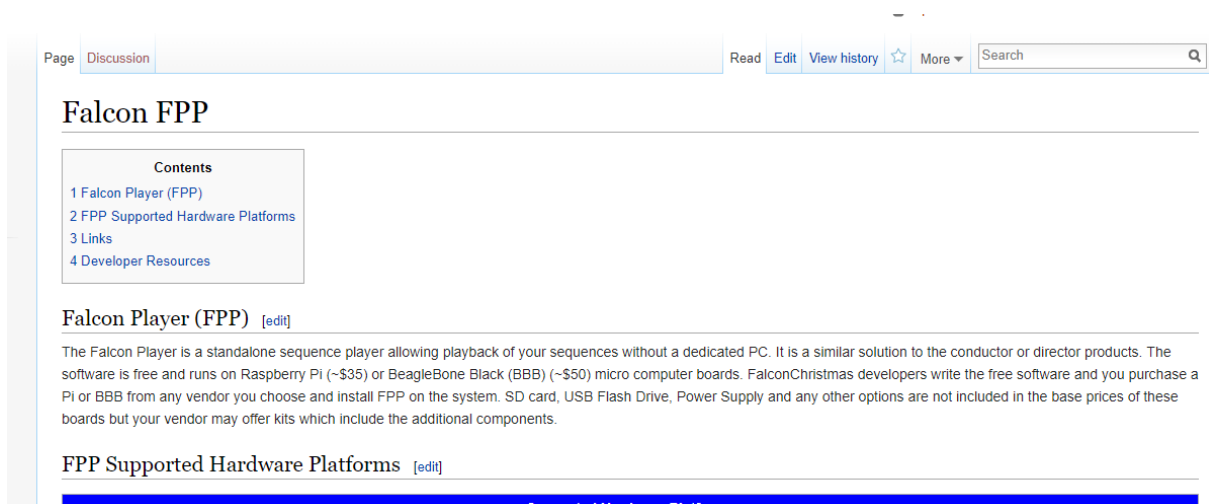 Page Discussion Read Edit View history More Search
Falcon FPP
Contents
1 Falcon Player (FPP)
2 FPP Supported Hardware Platforms
3 Links
4 Developer Resources
Falcon Player (FPP) [edit]
The Falcon Player is a standalone sequence player allowing playback of your sequences without a dedicated PC. It is a similar solution to the conductor or director products. The
software is free and runs on Raspberry Pi (~$35) or BeagleBone Black (BBB) (~$50) micro computer boards. FalconChristmas developers write the free software and you purchase a
Pi or BBB from any vendor you choose and install FPP on the system. SD card, USB Flash Drive, Power Supply and any other options are not included in the base prices of these
boards but your vendor may offer kits which include the additional components.
FPP Supported Hardware Platforms [edit]